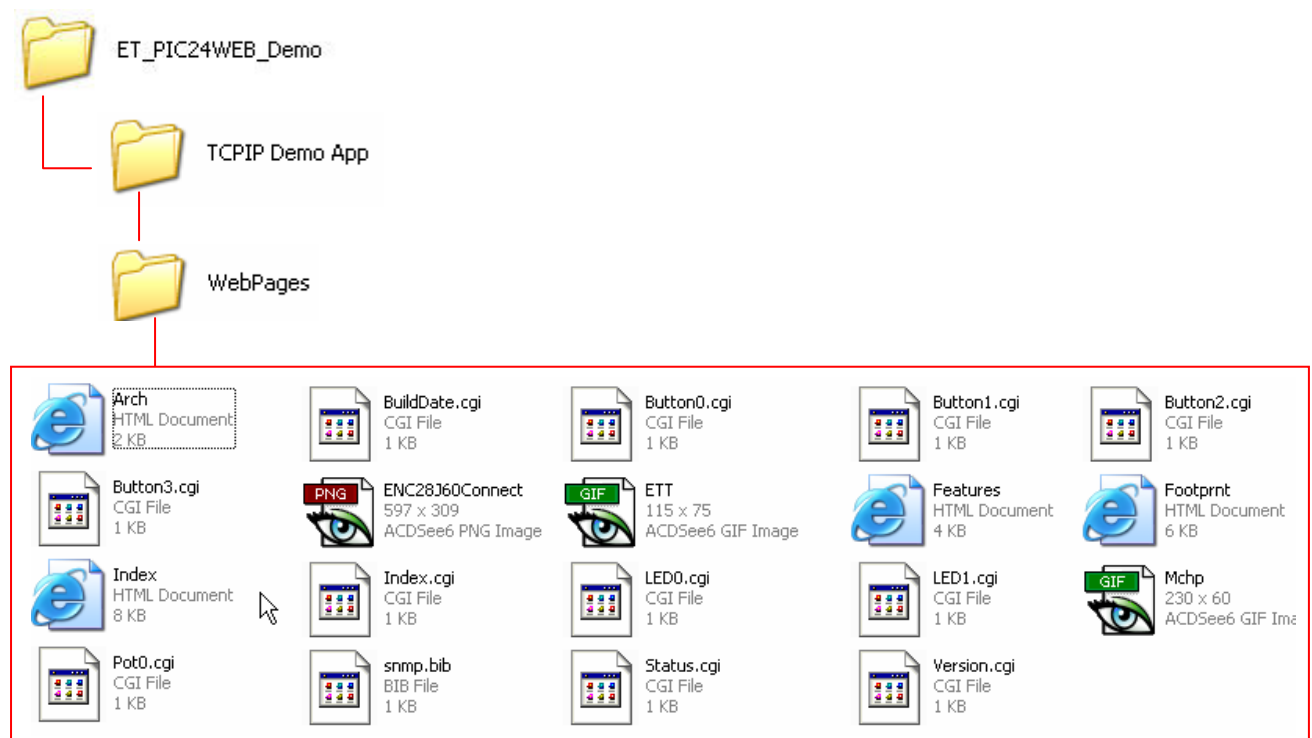 ET_PIC24WEB_Demo
TCPIP Demo App
WebPages
Arch
HTML Document
2 KB
BuildDate.cgi
CGI File
1 KB
Button0.cgi
CGI File
1 KB
Button1.cgi
CGI File
1 KB
Button2.cgi
CGI File
1 KB
Button3.cgi
CGI File
1 KB
PNG
ENC28J60Connect
597 x 309
ACDSee6 PNG Image
GIF
ETT
115 x 75
ACDSee6 GIF Image
Features
HTML Document
4 KB
Footprnt
HTML Document
6 KB
Index
HTML Document
8 KB
Index.cgi
CGI File
1 KB
LED0.cgi
CGI File
1 KB
LED1.cgi
CGI File
1 KB
GIF
Mchp
230 x 60
ACDSee6 GIF Ima
Pot0.cgi
CGI File
1 KB
snmp.bib
BIB File
1 KB
Status.cgi
CGI File
1 KB
Version.cgi
CGI File
1 KB